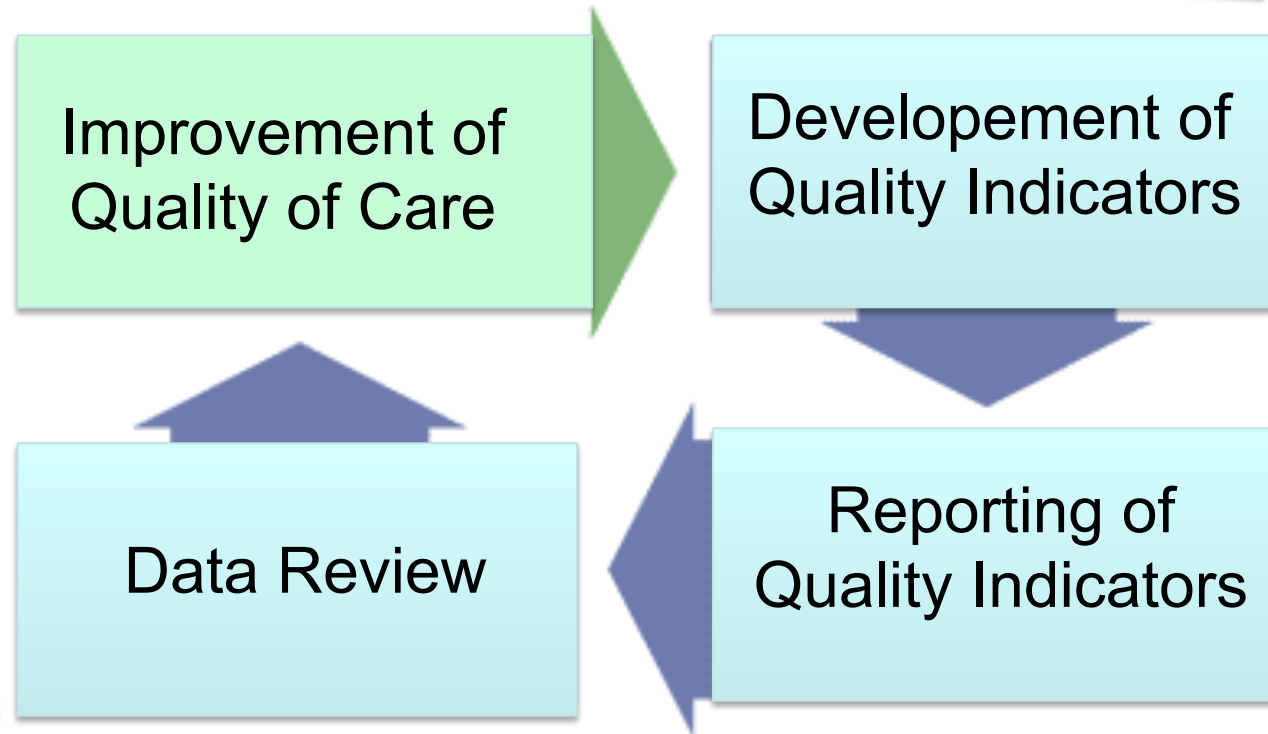 Improvement of
Quality of Care
Developement of
Quality Indicators
Reporting of
Quality Indicators
Data Review